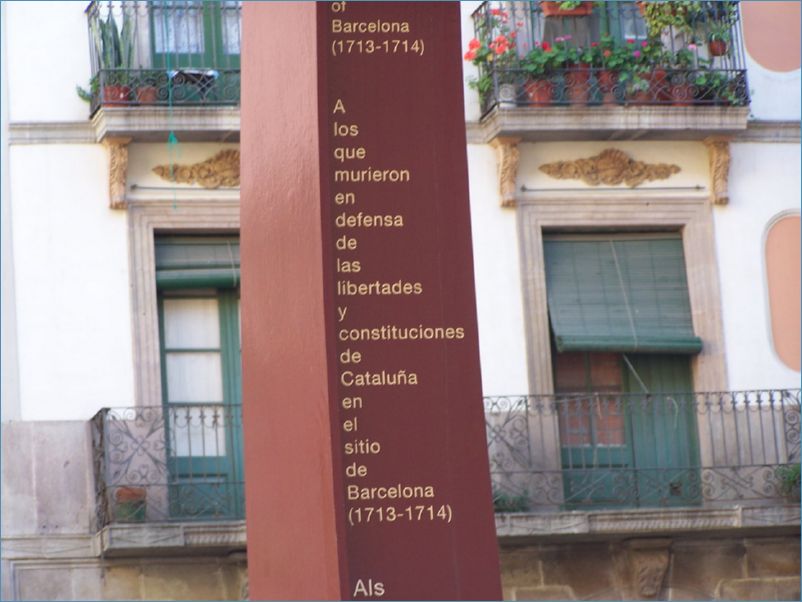 of
Barcelona
(1713-1714)
A
los
que
murieron
en
defensa
de
las
libertades
y
constituciones
de
Cataluña
en
el
sitio
de
Barcelona
(1713-1714)
Als